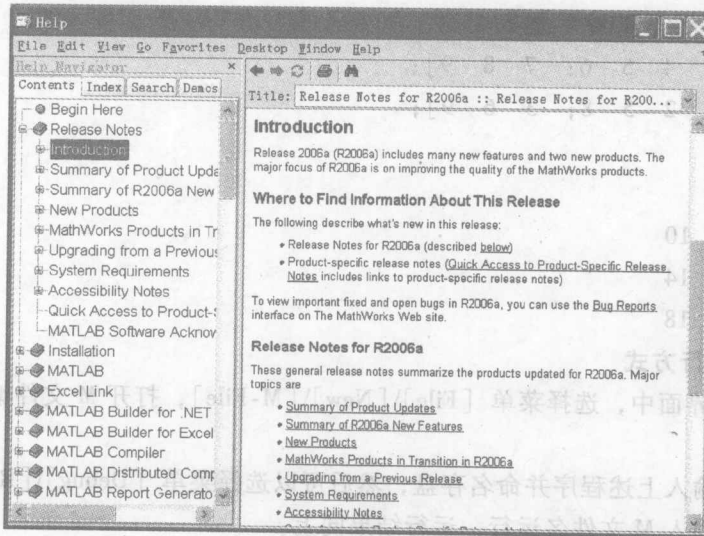 Help
File Edit View Go Favorites Desktop Window Help
Help Navigator
Contents Index Search Demos
Title: Release Notes for R2006a :: Release Notes for R200...
Begin Here
Release Notes
Introduction
Summary of Product Upda
Summary of R2006a New
New Products
MathWorks Products in Tr
Upgrading from a Previous
System Requirements
Accessibility Notes
Quick Access to Product-S
MATLAB Software Acknow
Installation
MATLAB
Excel Link
MATLAB Builder for .NET
MATLAB Builder for Excel
MATLAB Compiler
MATLAB Distributed Comp
MATLAB Report Generato
Introduction
Release 2006a (R2006a) includes many new features and two new products. The
major focus of R2006a is on improving the quality of the MathWorks products.
Where to Find Information About This Release
The following describe what's new in this release:
• Release Notes for R2006a (described below)
• Product-specific release notes (Quick Access to Product-Specific Release
Notes includes links to product-specific release notes)
To view important fixed and open bugs in R2006a, you can use the Bug Reports
interface on The MathWorks Web site.
Release Notes for R2006a
These general release notes summarize the products updated for R2006a. Major
topics are
• Summary of Product Updates
• Summary of R2006a New Features
• New Products
• MathWorks Products in Transition in R2006a
• Upgrading from a Previous Release
• System Requirements
• Accessibility Notes